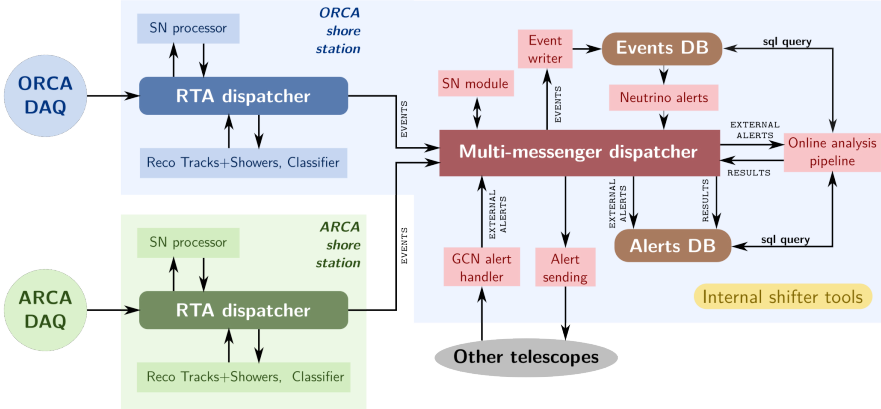 ORCA
shore
station
SN processor
ORCA
DAQ
RTA dispatcher
Reco Tracks+Showers, Classifier
EVENTS
ARCA
shore
station
SN processor
ARCA
DAQ
RTA dispatcher
Reco Tracks+Showers, Classifier
EVENTS
Event
writer
Events DB
sql query
SN module
EVENTS
Neutrino alerts
Multi-messenger dispatcher
EXTERNAL
ALERTS
RESULTS
Online analysis
pipeline
EXTERNAL
ALERTS
EXTERNAL
ALERTS
RESULTS
GCN alert
handler
Alert
sending
Alerts DB
sql query
Internal shifter tools
Other telescopes